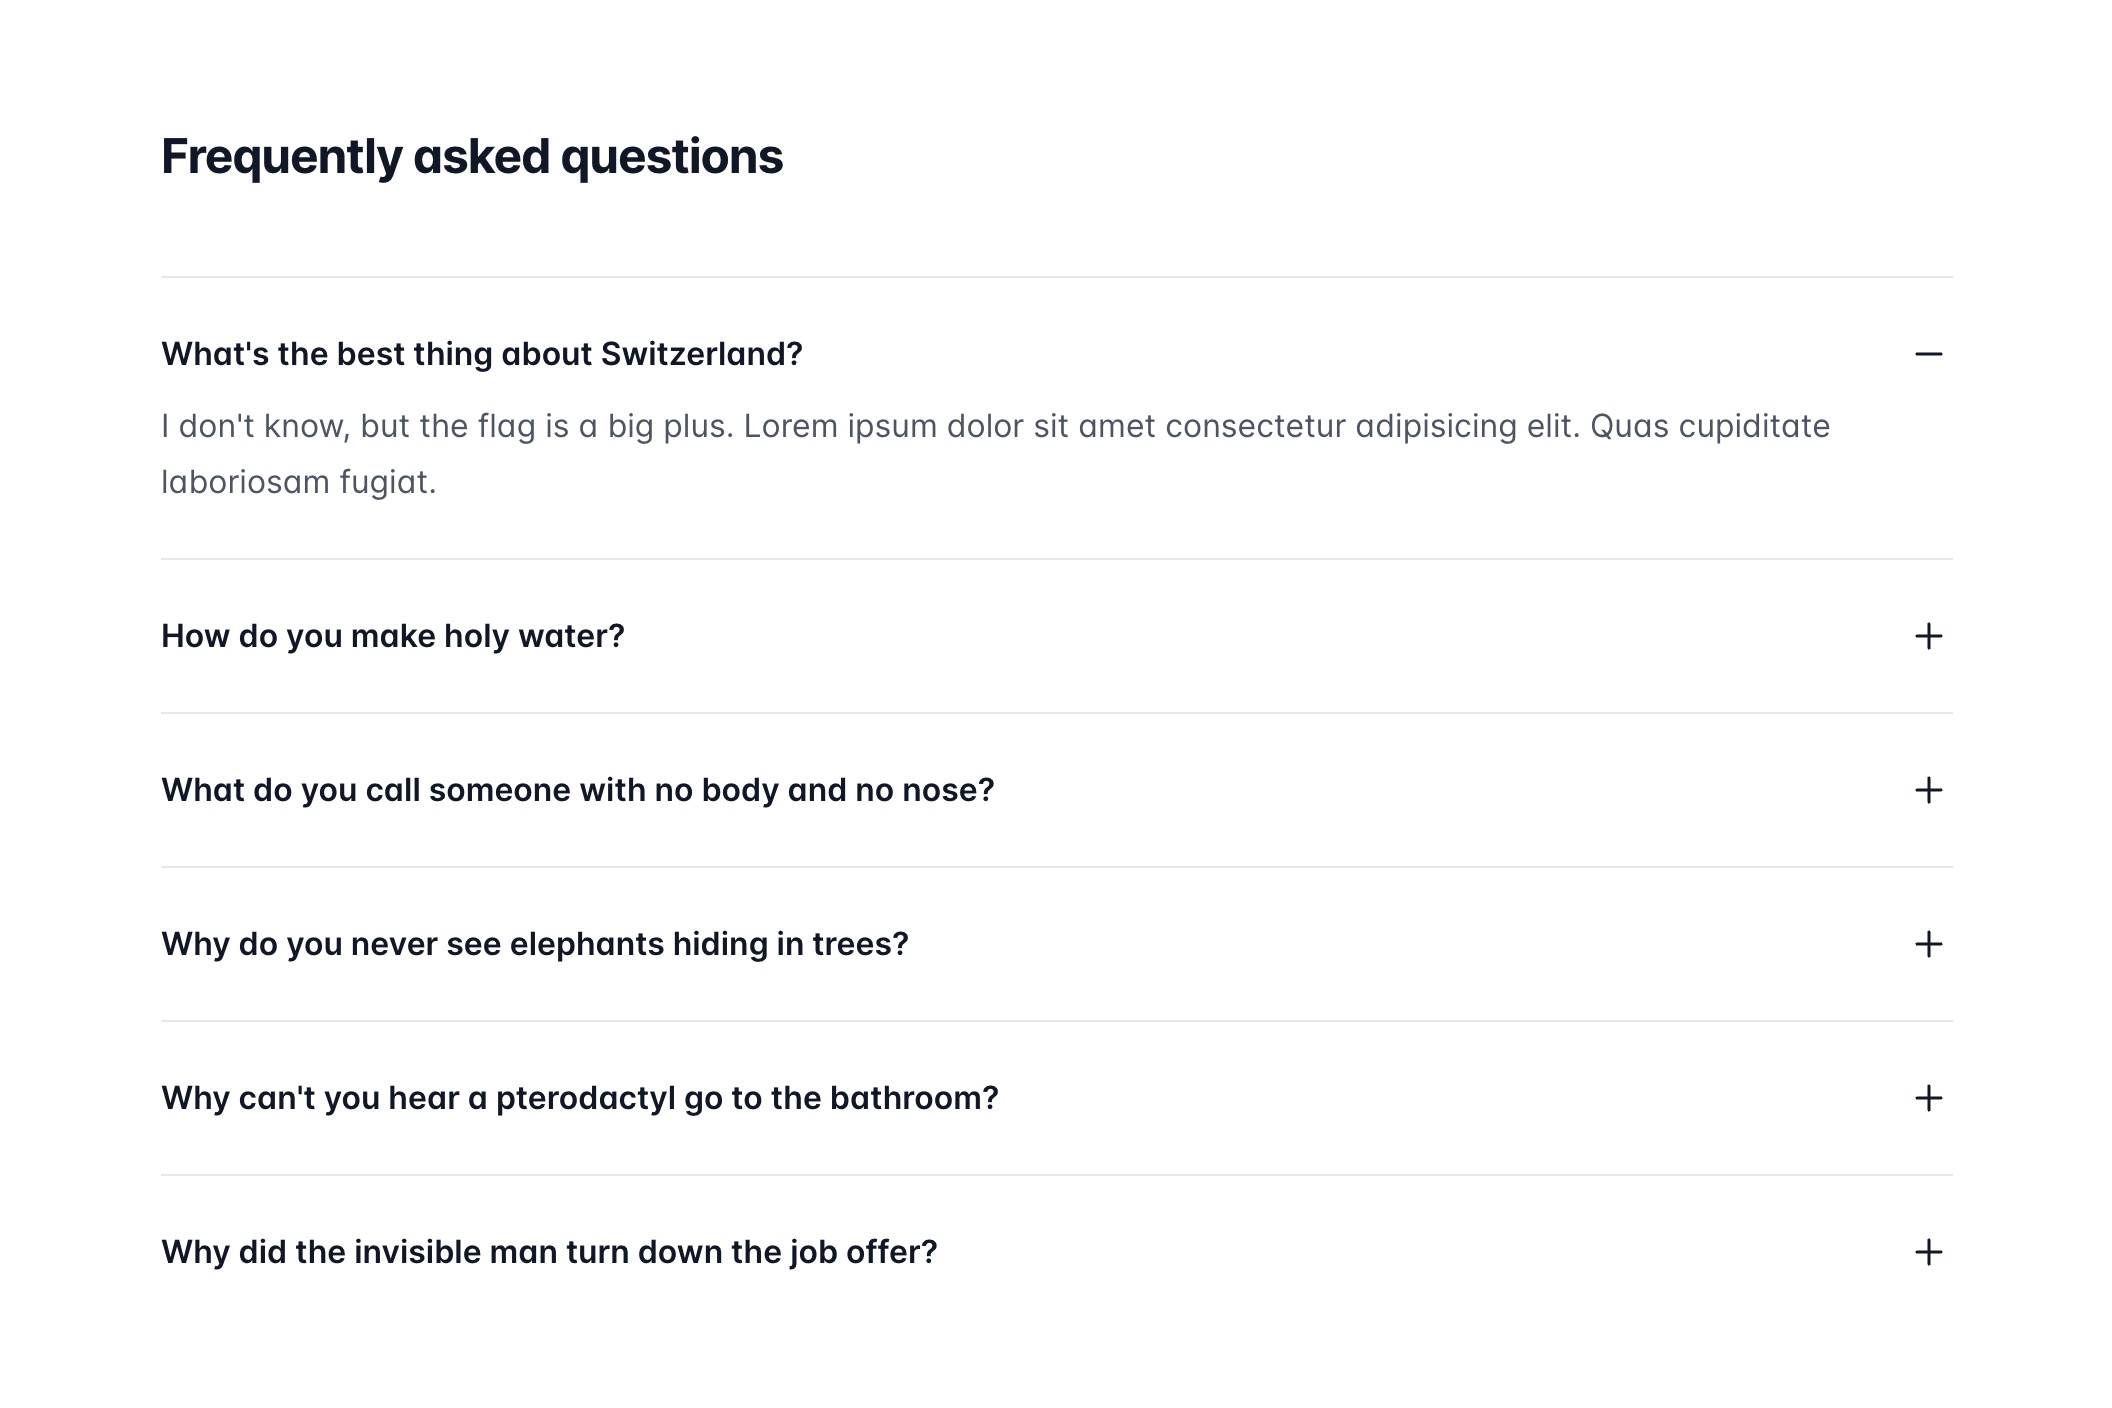 Frequently asked questions
What's the best thing about Switzerland?
I don't know, but the flag is a big plus. Lorem ipsum dolor sit amet consectetur adipisicing elit. Quas cupiditate
laboriosam fugiat.
How do you make holy water?
What do you call someone with no body and no nose?
Why do you never see elephants hiding in trees?
Why can't you hear a pterodactyl go to the bathroom?
Why did the invisible man turn down the job offer?